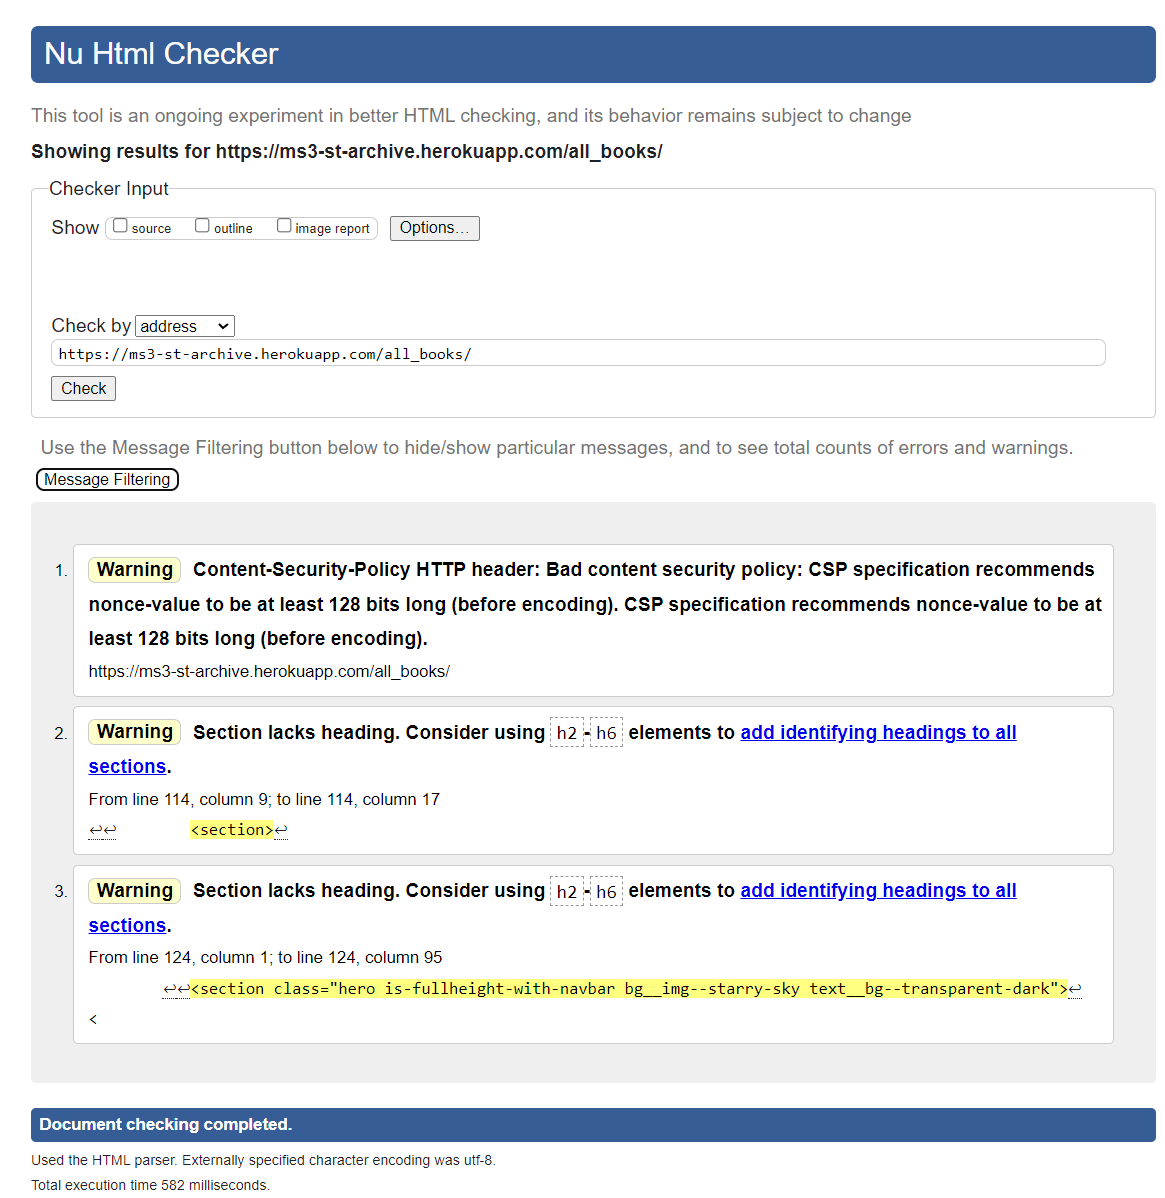 Nu Html Checker
This tool is an ongoing experiment in better HTML checking, and its behavior remains subject to change
Showing results for https://ms3-st-archive.herokuapp.com/all_books/
Checker Input
Show source outline image report Options...
Check by address
https://ms3-st-archive.herokuapp.com/all_books/
Check
Use the Message Filtering button below to hide/show particular messages, and to see total counts of errors and warnings.
Message Filtering
1. Warning Content-Security-Policy HTTP header: Bad content security policy: CSP specification recommends
nonce-value to be at least 128 bits long (before encoding). CSP specification recommends nonce-value to be at
least 128 bits long (before encoding).
https://ms3-st-archive.herokuapp.com/all_books/
2. Warning Section lacks heading. Consider using h2-h6 elements to add identifying headings to all
sections.
From line 114, column 9; to line 114, column 17
↩↩ <section>↩
3. Warning Section lacks heading. Consider using h2-h6 elements to add identifying headings to all
sections.
From line 124, column 1; to line 124, column 95
↩↩<section class="hero is-fullheight-with-navbar bg__img--starry-sky text__bg--transparent-dark">↩
<
Document checking completed.
Used the HTML parser. Externally specified character encoding was utf-8.
Total execution time 582 milliseconds.